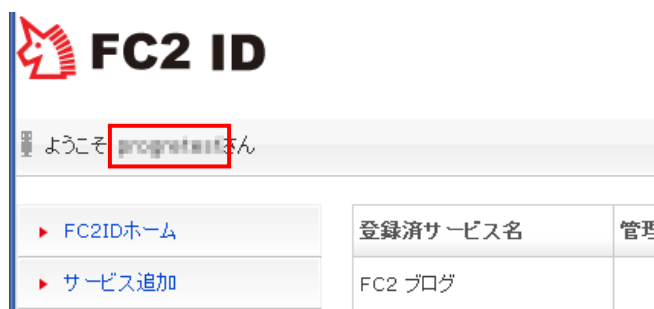 FC2 ID
ようこそ さん
FC2IDホーム
サービス追加
登録済サービス名 管理
FC2 ブログ